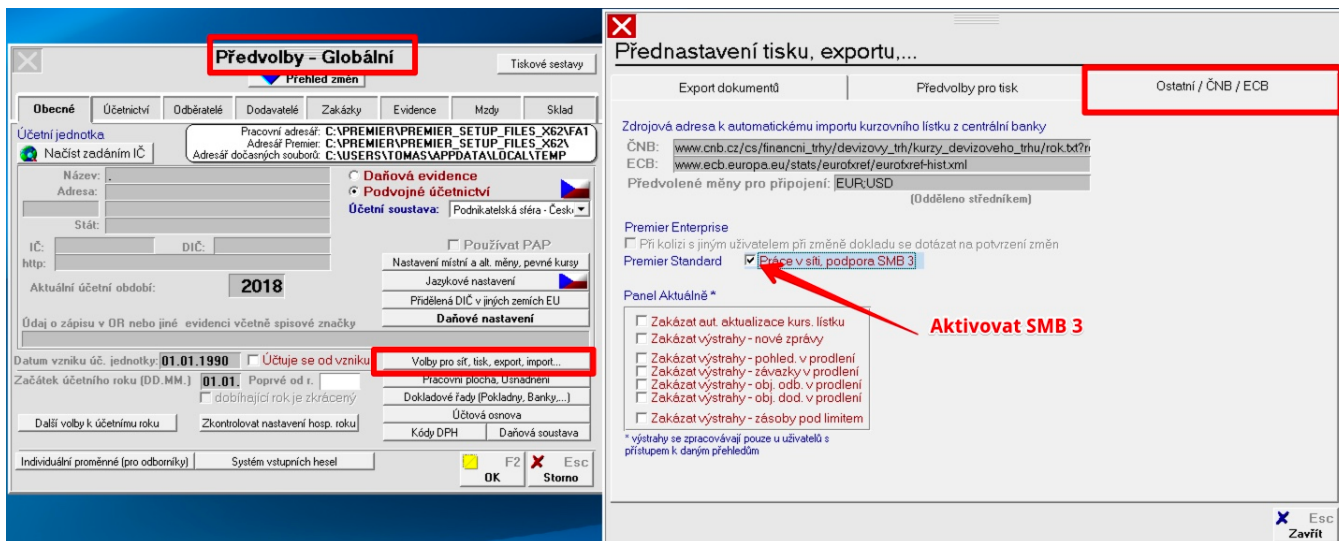 Předvolby - Globální
Přehled změn
Tiskové sestavy
Obecné Účetnictví Odběratelé Dodavatelé Zakázky Evidence Mzdy Sklad
Účetní jednotka
Načíst zadáním IČ
Pracovní adresář: C:\PREMIER\PREMIER_SETUP_FILES_X62\FA1
Adresář Premier: C:\PREMIER\PREMIER_SETUP_FILES_X62\
Adresář dočasných souborů: C:\USERS\TOMAS\APPDATA\LOCAL\TEMP
Název: .
Adresa:
Stát:
IČ: DIČ:
http:
Daňová evidence
Podvojné účetnictví
Účetní soustava: Podnikatelská sféra - Česk
Používat PAP
Nastavení místní a alt. měny, pevné kursy
Jazykové nastavení
Přidělená DIČ v jiných zemích EU
Daňové nastavení
Aktuální účetní období: 2018
Údaj o zápisu v OR nebo jiné evidenci včetně spisové značky
Datum vzniku úč. jednotky: 01.01.1990 Účtuje se od vzniku
Začátek účetního roku (DD.MM.) 01.01. Poprvé od r.
dobíhající rok je zkrácený
Další volby k účetnímu roku
Zkontrolovat nastavení hosp. roku
Volby pro síť, tisk, export, import...
Pracovní plocha, Usnadnění
Dokladové řady (Pokladny, Banky,...)
Účtová osnova
Kódy DPH Daňová soustava
Individuální proměnné (pro odborníky)
Systém vstupních hesel
F2 OK
Esc Storno
Přednastavení tisku, exportu,...
Export dokumentů Předvolby pro tisk Ostatní / ČNB / ECB
Zdrojová adresa k automatickému importu kurzovního lístku z centrální banky
ČNB: www.cnb.cz/cs/financni_trhy/devizovy_trh/kurzy_devizoveho_trhu/rok.txt?r
ECB: www.ecb.europa.eu/stats/eurofxref/eurofxref-hist.xml
Předvolené měny pro připojení: EUR;USD
(Odděleno středníkem)
Premier Enterprise
Při kolizi s jiným uživatelem při změně dokladu se dotázat na potvrzení změn
Premier Standard Práce v síti, podpora SMB 3
Panel Aktuálně *
Zakázat aut. aktualizace kurs. lístku
Zakázat výstrahy - nové zprávy
Zakázat výstrahy - pohled. v prodlení
Zakázat výstrahy - závazky v prodlení
Zakázat výstrahy - obj. odb. v prodlení
Zakázat výstrahy - obj. dod. v prodlení
Zakázat výstrahy - zásoby pod limitem
* výstrahy se zpracovávají pouze u uživatelů s
přístupem k daným přehledům
Aktivovat SMB 3
Esc
Zavřít